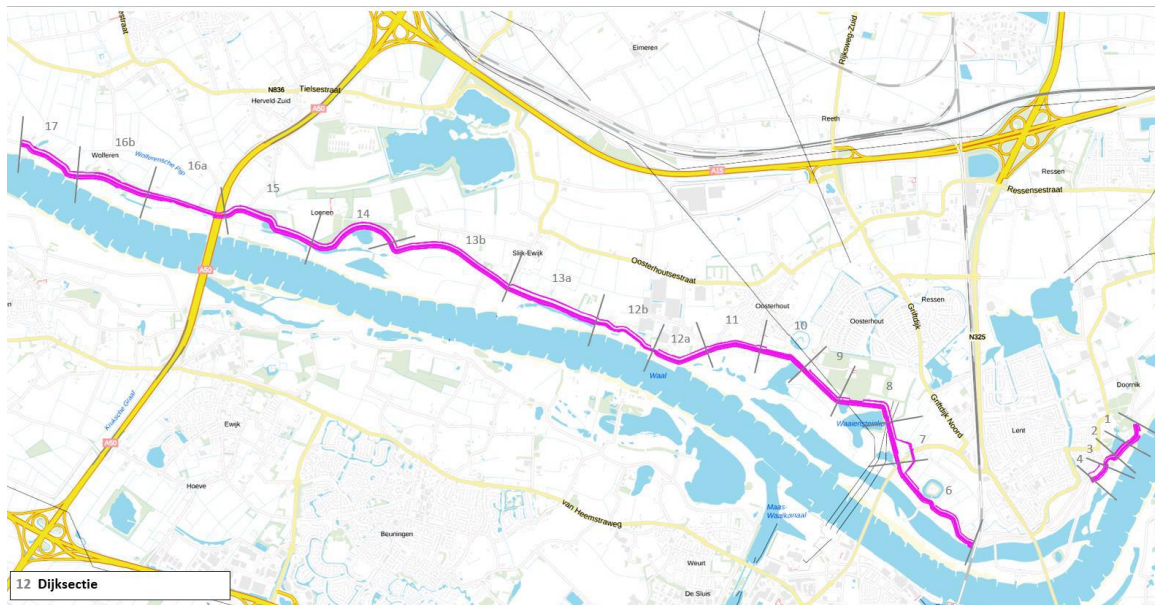 Eimeren
Rijksweg-Zuid
N836
Tielsestraat
Herveld-Zuid
A50
Reeth
17
16b
Wolferen
16a
A15
Ressen
Ressensestraat
15
Loenen
14
13b
Slijk-Ewijk
Oosterhoutsestraat
13a
A50
12b
Oosterhout
Ressen
Griftdijk
11
Oosterhout
10
N325
12a
9
Waal
8
Doornik
Griftdijk Noord
1
2
7
Lent
3
4
Ewijk
A50
6
Hoeve
van Heemstraweg
Maas-
Waalkanaal
Beuningen
Weurt
De Sluis
12 Dijksectie